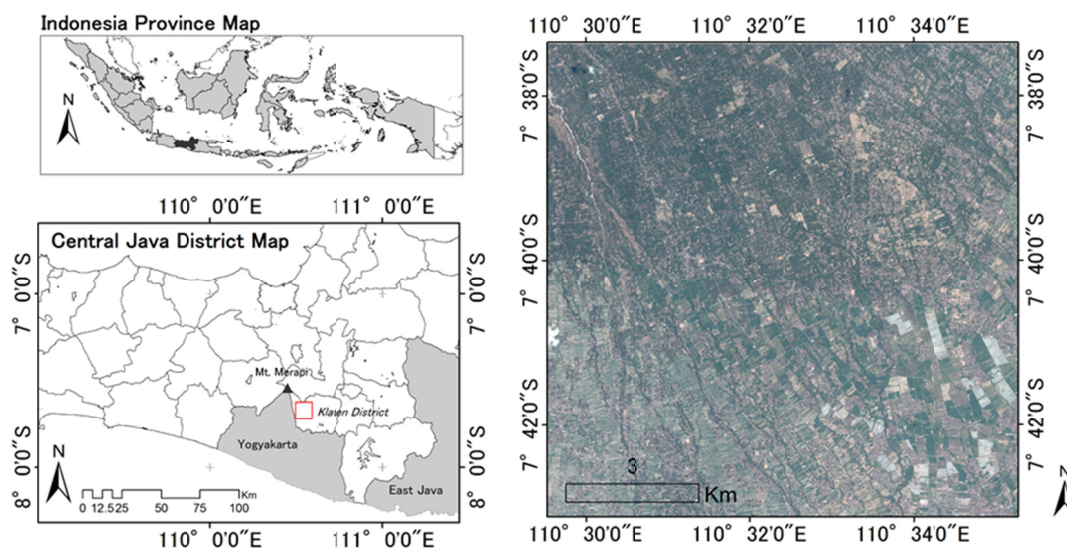 Indonesia Province Map
N
110° 0'0"E 111° 0'0"E
Central Java District Map
7° 0'0"S
8° 0'0"S
7° 0'0"S
8° 0'0"S
Mt. Merapi
Klaten District
Yogyakarta
East Java
N
0 12.525 50 75 100
Km
110° 0'0"E 111° 0'0"E
110° 30'0"E 110° 32'0"E 110° 34'0"E
7° 38'0"S
7° 40'0"S
7° 42'0"S
7° 38'0"S
7° 40'0"S
7° 42'0"S
3
Km
N
110° 30'0"E 110° 32'0"E 110° 34'0"E